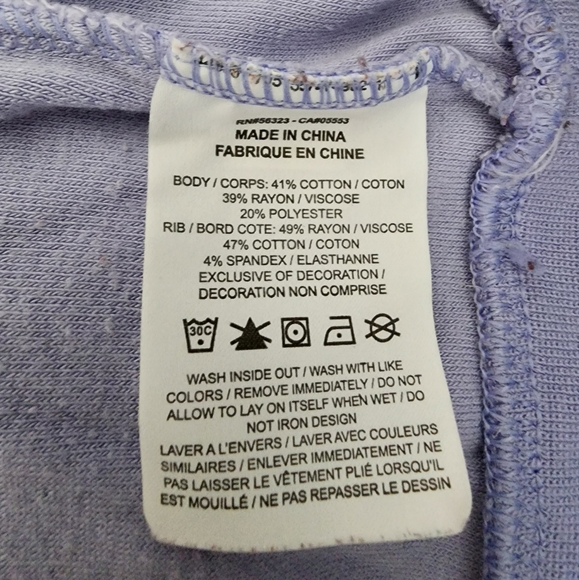 RN#56323 - CA#05553
MADE IN CHINA
FABRIQUE EN CHINE
BODY / CORPS: 41% COTTON / COTON
39% RAYON / VISCOSE
20% POLYESTER
RIB / BORD COTE: 49% RAYON / VISCOSE
47% COTTON / COTON
4% SPANDEX / ELASTHANNE
EXCLUSIVE OF DECORATION /
DECORATION NON COMPRISE
30C
WASH INSIDE OUT / WASH WITH LIKE
COLORS / REMOVE IMMEDIATELY / DO NOT
ALLOW TO LAY ON ITSELF WHEN WET / DO
NOT IRON DESIGN
LAVER A L'ENVERS / LAVER AVEC COULEURS
SIMILAIRES / ENLEVER IMMEDIATEMENT / NE
PAS LAISSER LE VÊTEMENT PLIÉ LORSQU'IL
EST MOUILLÉ / NE PAS REPASSER LE DESSIN